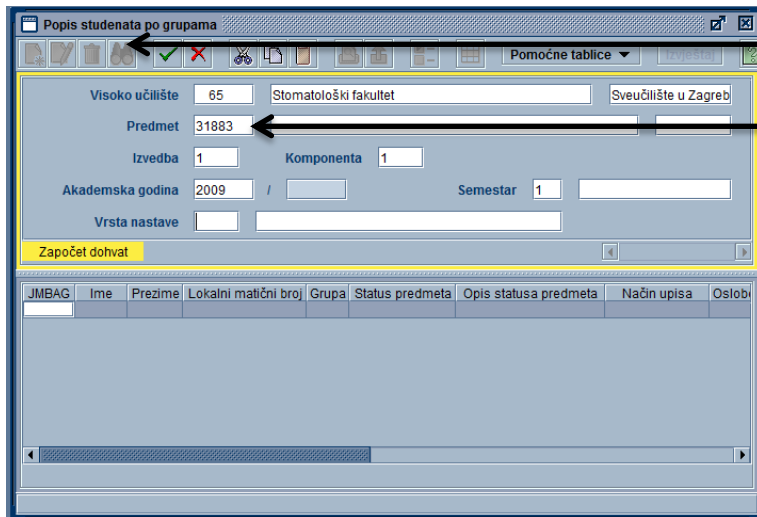 Popis studenata po grupama
Pomoćne tablice Izvještaj
Visoko učilište 65 Stomatološki fakultet Sveučilište u Zagreb
Predmet 31883
Izvedba 1 Komponenta 1
Akademska godina 2009 / Semestar 1
Vrsta nastave
Započet dohvat
JMBAG Ime Prezime Lokalni matični broj Grupa Status predmeta Opis statusa predmeta Način upisa Oslobo